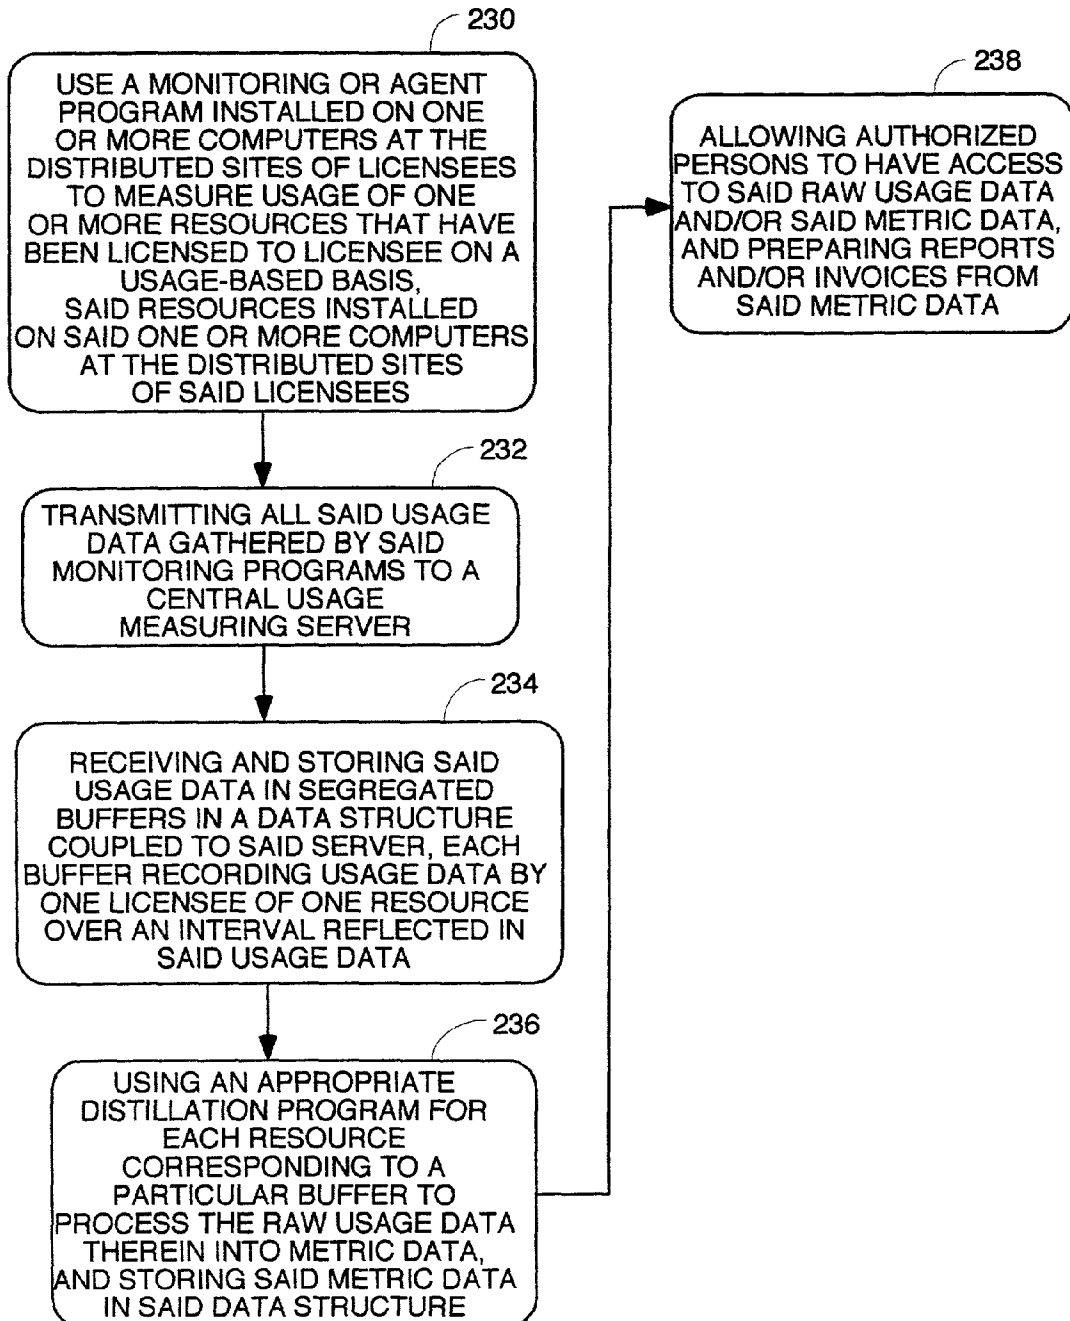 230
USE A MONITORING OR AGENT
PROGRAM INSTALLED ON ONE
OR MORE COMPUTERS AT THE
DISTRIBUTED SITES OF LICENSEES
TO MEASURE USAGE OF ONE
OR MORE RESOURCES THAT HAVE
BEEN LICENSED TO LICENSEE ON A
USAGE-BASED BASIS,
SAID RESOURCES INSTALLED
ON SAID ONE OR MORE COMPUTERS
AT THE DISTRIBUTED SITES
OF SAID LICENSEES
232
TRANSMITTING ALL SAID USAGE
DATA GATHERED BY SAID
MONITORING PROGRAMS TO A
CENTRAL USAGE
MEASURING SERVER
234
RECEIVING AND STORING SAID
USAGE DATA IN SEGREGATED
BUFFERS IN A DATA STRUCTURE
COUPLED TO SAID SERVER, EACH
BUFFER RECORDING USAGE DATA BY
ONE LICENSEE OF ONE RESOURCE
OVER AN INTERVAL REFLECTED IN
SAID USAGE DATA
236
USING AN APPROPRIATE
DISTILLATION PROGRAM FOR
EACH RESOURCE
CORRESPONDING TO A
PARTICULAR BUFFER TO
PROCESS THE RAW USAGE DATA
THEREIN INTO METRIC DATA,
AND STORING SAID METRIC DATA
IN SAID DATA STRUCTURE
238
ALLOWING AUTHORIZED
PERSONS TO HAVE ACCESS
TO SAID RAW USAGE DATA
AND/OR SAID METRIC DATA,
AND PREPARING REPORTS
AND/OR INVOICES FROM
SAID METRIC DATA